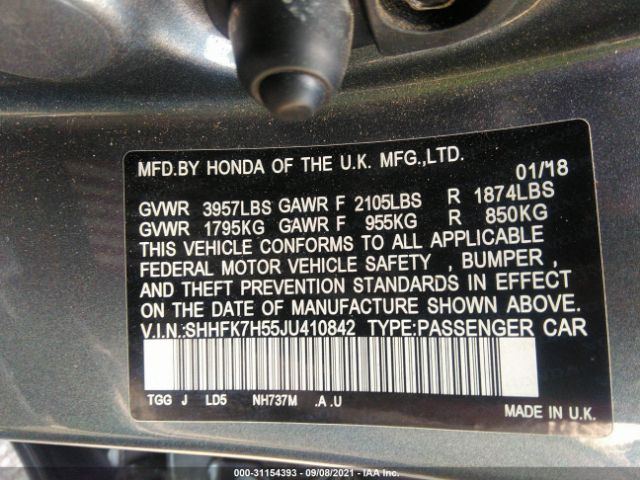 MFD.BY HONDA OF THE U.K. MFG.,LTD. 01/18
GVWR 3957LBS GAWR F 2105LBS R 1874LBS
GVWR 1795KG GAWR F 955KG R 850KG
THIS VEHICLE CONFORMS TO ALL APPLICABLE
FEDERAL MOTOR VEHICLE SAFETY , BUMPER ,
AND THEFT PREVENTION STANDARDS IN EFFECT
ON THE DATE OF MANUFACTURE SHOWN ABOVE.
V.I.N.:SHHFK7H55JU410842 TYPE:PASSENGER CAR
TGG J LD5 NH737M .A .U
MADE IN U.K.
000-31154393 - 09/08/2021 - IAA Inc.